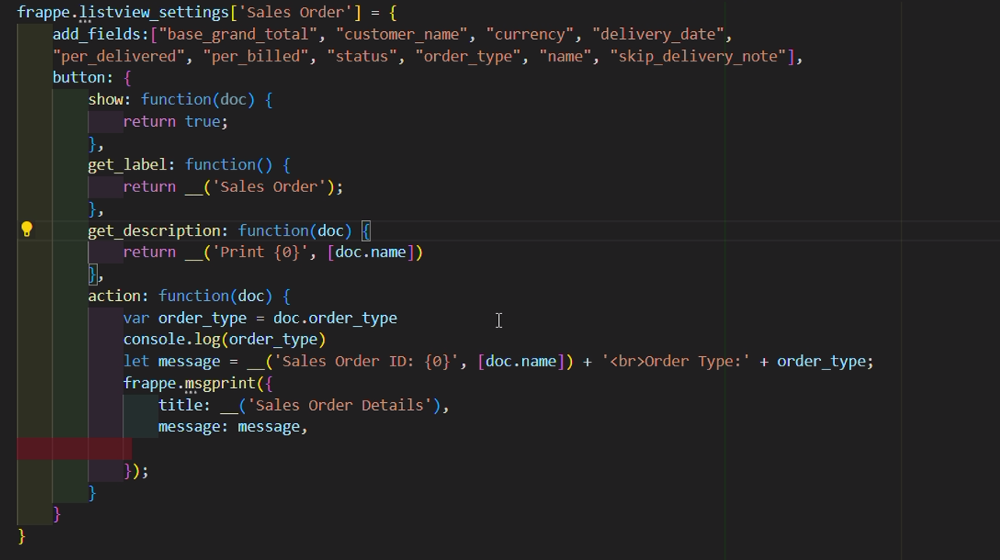 frappe.listview_settings['Sales Order'] = {
    add_fields:["base_grand_total", "customer_name", "currency", "delivery_date",
    "per_delivered", "per_billed", "status", "order_type", "name", "skip_delivery_note"],
    button: {
        show: function(doc) {
            return true;
        },
        get_label: function() {
            return __('Sales Order');
        },
        get_description: function(doc) {
            return __('Print {0}', [doc.name])
        },
        action: function(doc) {
            var order_type = doc.order_type
            console.log(order_type)
            let message = __('Sales Order ID: {0}', [doc.name]) + '<br>Order Type:' + order_type;
            frappe.msgprint({
                title: __('Sales Order Details'),
                message: message,

            });
        }
    }
}